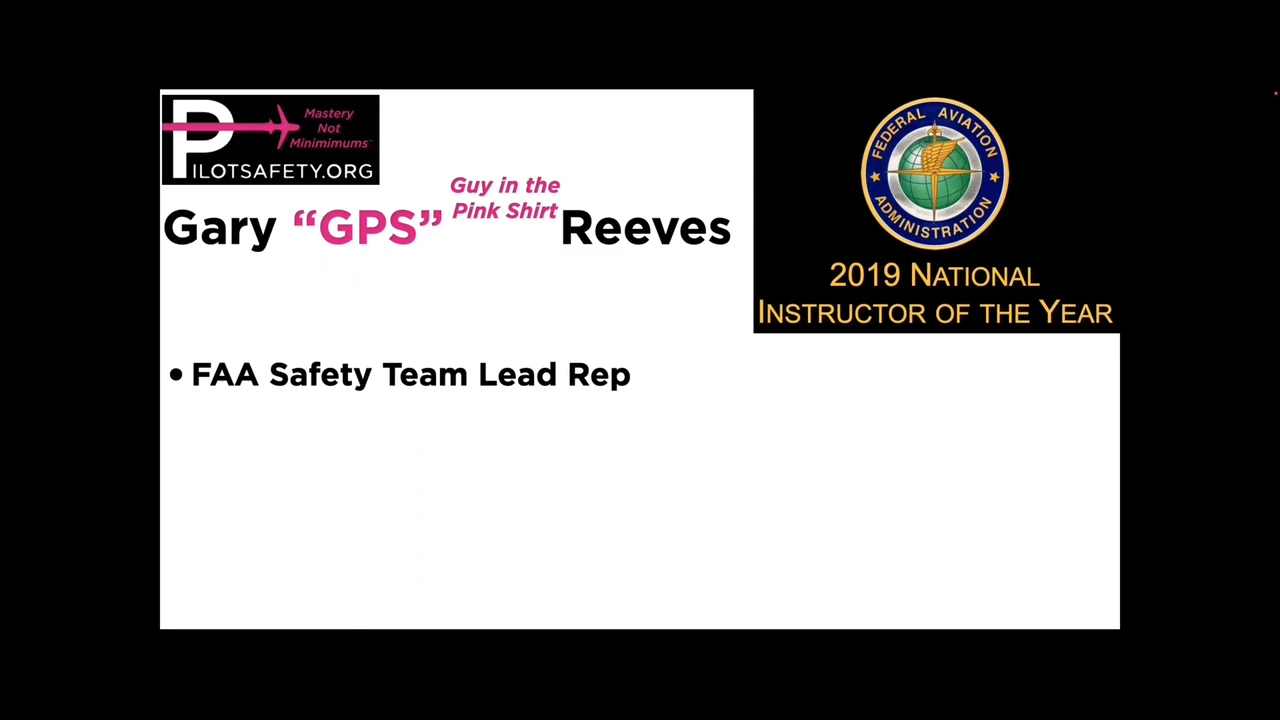 Mastery
Not
Minimimums™
PILOTSAFETY.ORG
Guy in the
Pink Shirt
Gary “GPS” Reeves
FEDERAL AVIATION
ADMINISTRATION
2019 NATIONAL
INSTRUCTOR OF THE YEAR
• FAA Safety Team Lead Rep